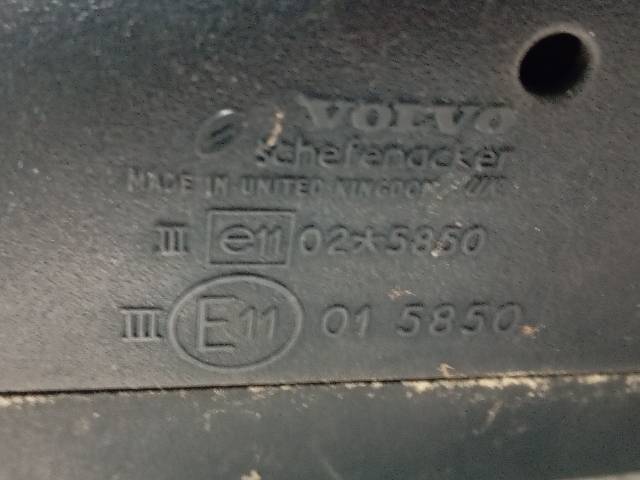 VOLVO
schefenacker
MADE IN UNITED KINGDOM
III e11 02*5850
III E11 01 5850